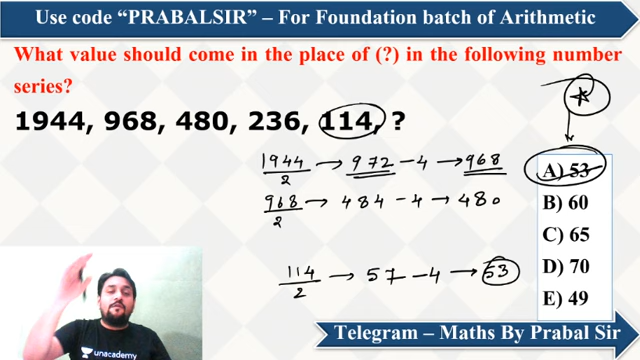 Use code “PRABALSIR” – For Foundation batch of Arithmetic
What value should come in the place of (?) in the following number
series?
1944, 968, 480, 236, 114, ?
1944/2 → 972 – 4 → 968
968/2 → 484 – 4 → 480
114/2 → 57 – 4 → 53
A) 53
B) 60
C) 65
D) 70
E) 49
unacademy
Telegram – Maths By Prabal Sir